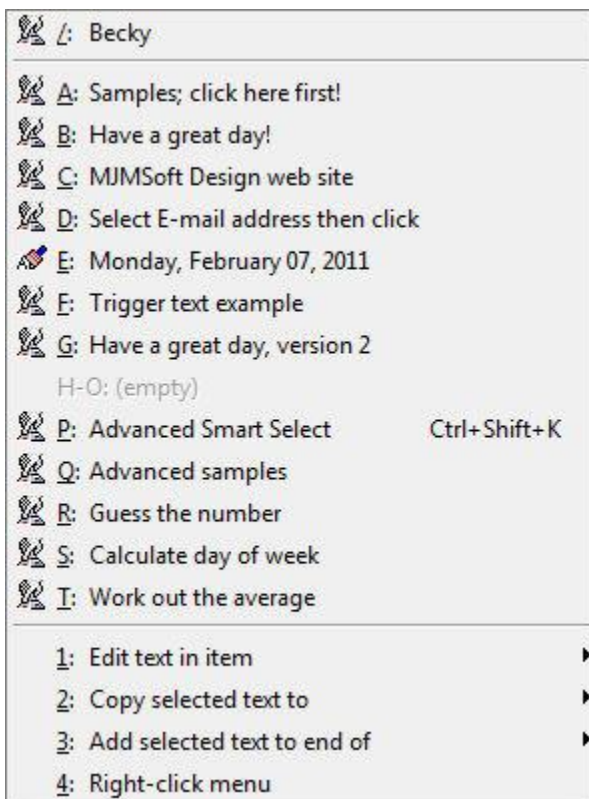 /: Becky
A: Samples; click here first!
B: Have a great day!
C: MJMSoft Design web site
D: Select E-mail address then click
E: Monday, February 07, 2011
F: Trigger text example
G: Have a great day, version 2
H-O: (empty)
P: Advanced Smart Select Ctrl+Shift+K
Q: Advanced samples
R: Guess the number
S: Calculate day of week
T: Work out the average
1: Edit text in item
2: Copy selected text to
3: Add selected text to end of
4: Right-click menu